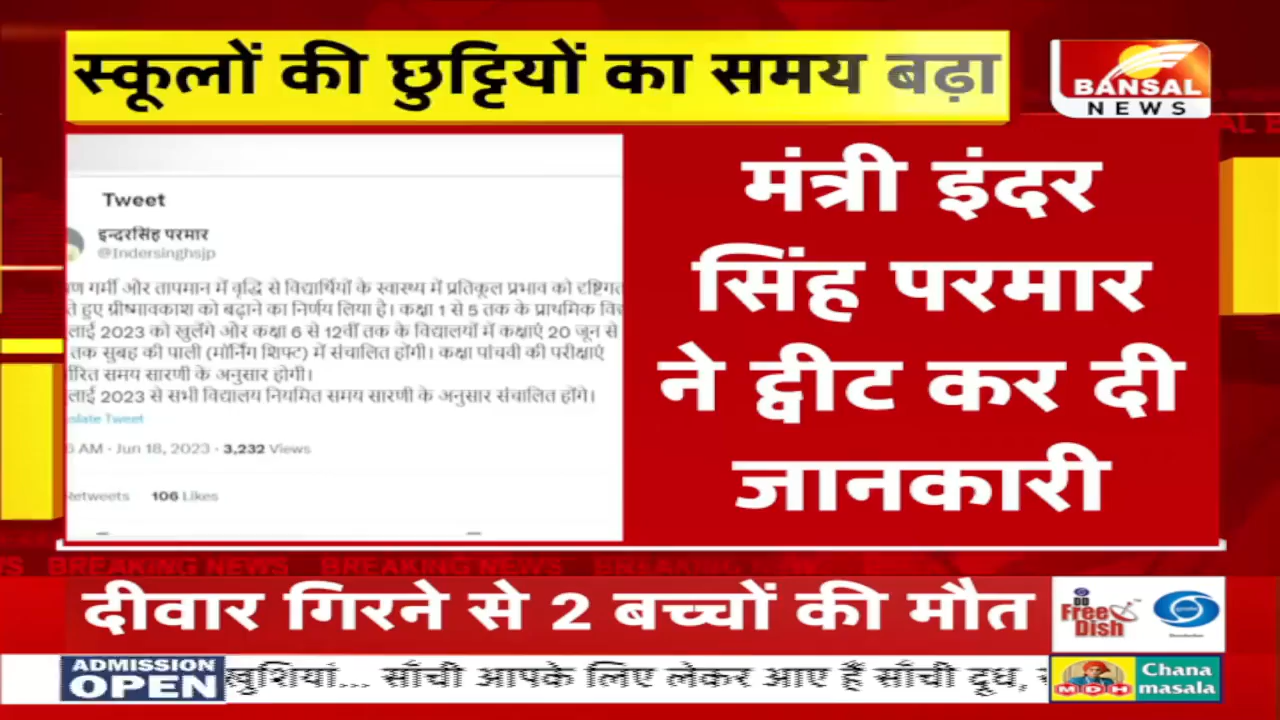 स्कूलों की छुट्टियों का समय बढ़ा
BANSAL
NEWS
Tweet
इन्दरसिंह परमार
@Indersinghsjp
ण गर्मी और तापमान में वृद्धि से विद्यार्थियों के स्वास्थ्य में प्रतिकूल प्रभाव को दृष्टिगत
ते हुए ग्रीष्मावकाश को बढ़ाने का निर्णय लिया है। कक्षा 1 से 5 तक के प्राथमिक विद्
लाई 2023 को खुलेंगे और कक्षा 6 से 12वीं तक के विद्यालयों में कक्षाएं 20 जून से
तक सुबह की पाली (मॉर्निंग शिफ्ट) में संचालित होंगी। कक्षा पांचवी की परीक्षाएं
रित समय सारणी के अनुसार होगी।
लाई 2023 से सभी विद्यालय नियमित समय सारणी के अनुसार संचालित होंगे।
slate Tweet
AM · Jun 18, 2023 · 3,232 Views
Retweets 106 Likes
मंत्री इंदर
सिंह परमार
ने ट्वीट कर दी
जानकारी
BREAKING NEWS BREAKING NEWS BREAKING NEWS
दीवार गिरने से 2 बच्चों की मौत
DD
Free
Dish
ADMISSION
OPEN
खुशियां... साँची आपके लिए लेकर आए हैं साँची दूध,
MDH
Chana
masala